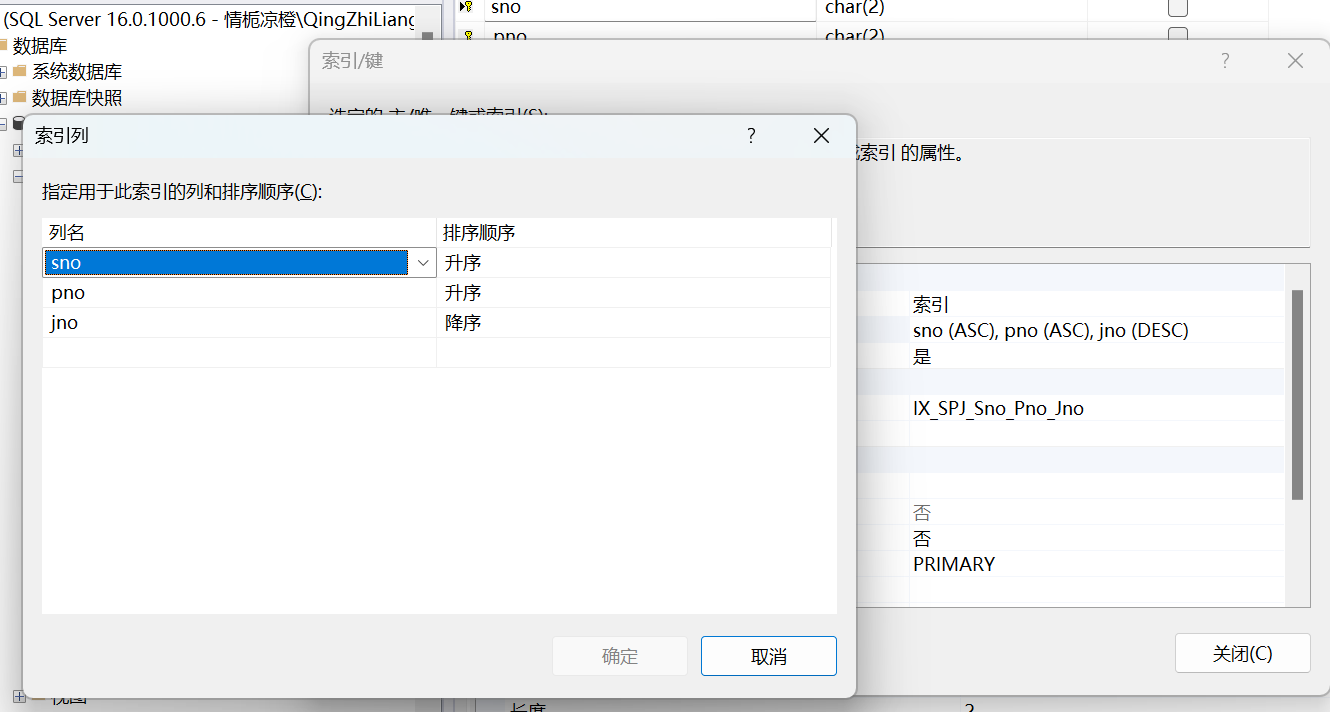 (SQL Server 16.0.1000.6 - 情栀凉橙\QingZhiLiang
数据库
系统数据库
数据库快照
sno char(2)
pno char(2)
索引/键 ?
选定的 主/唯一键或索引(S):
索引 的属性。
索引列 ?
指定用于此索引的列和排序顺序(C):
列名 排序顺序
sno 升序
pno 升序
jno 降序
确定 取消
索引
sno (ASC), pno (ASC), jno (DESC)
是
IX_SPJ_Sno_Pno_Jno
否
否
PRIMARY
关闭(C)
视图
长度 2